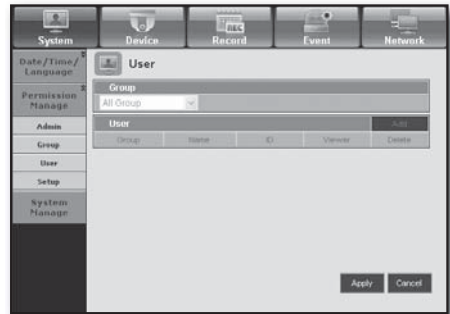 System Device Record Event Network
REC
Date/Time/
Language
User
Permission
Manage
Group
All Group
User Add
Group Name ID Viewer Delete
Admin
Group
User
Setup
System
Manage
Apply Cancel